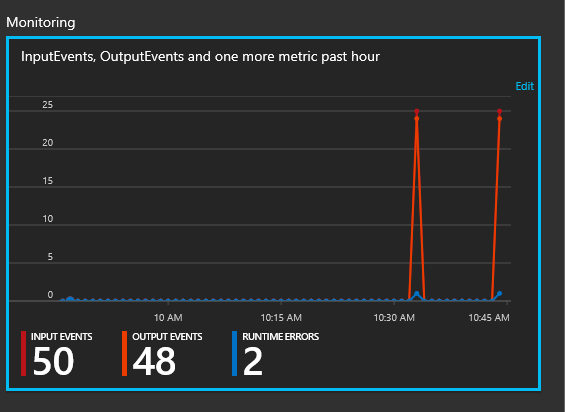 Monitoring
InputEvents, OutputEvents and one more metric past hour
Edit
25
20
15
10
5
0
10 AM 10:15 AM 10:30 AM 10:45 AM
INPUT EVENTS OUTPUT EVENTS RUNTIME ERRORS
50 48 2